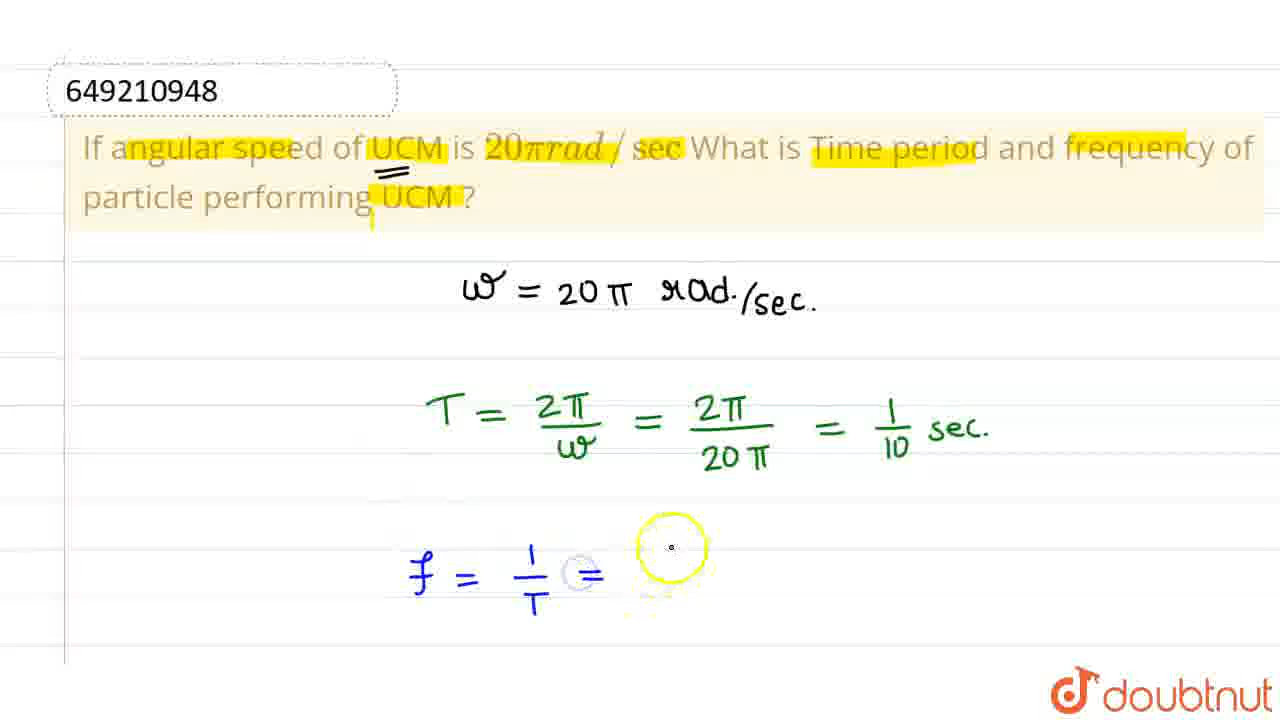 649210948
If angular speed of UCM is 20πrad/sec What is Time period and frequency of
particle performing UCM ?
ω = 20π rad./sec.
T = 2π/ω = 2π/20π = 1/10 sec.
f = 1/T =
doubtnut